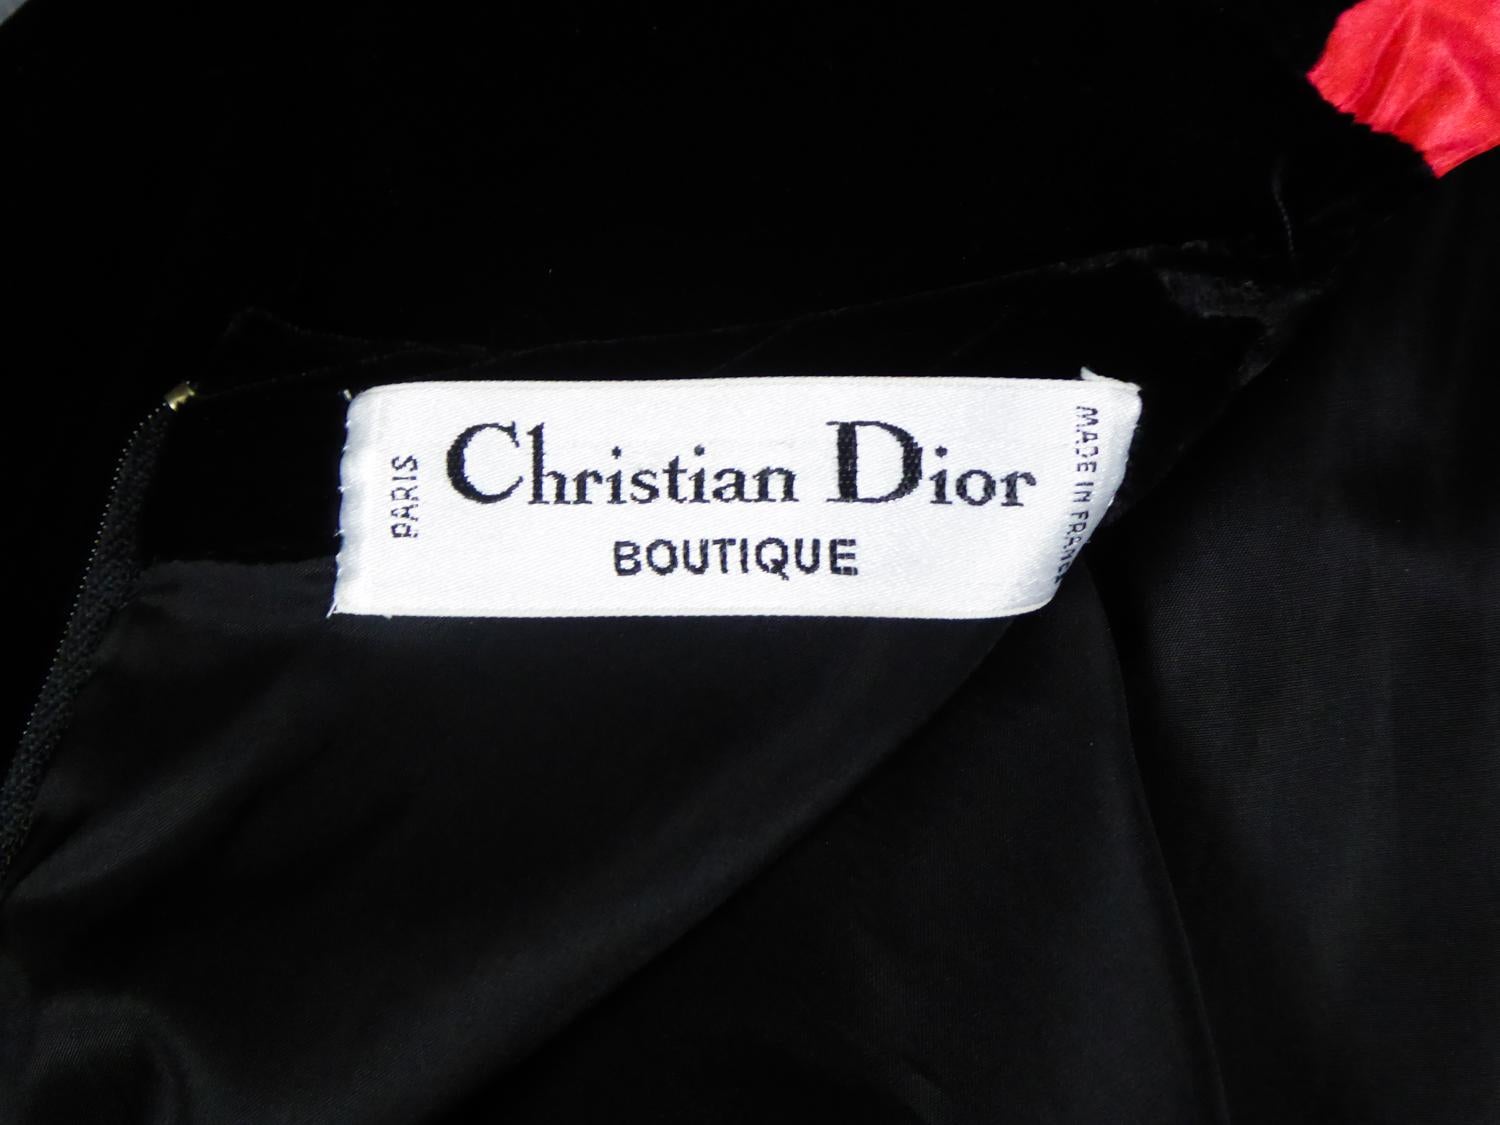 PARIS
Christian Dior
BOUTIQUE
MADE IN FRANCE